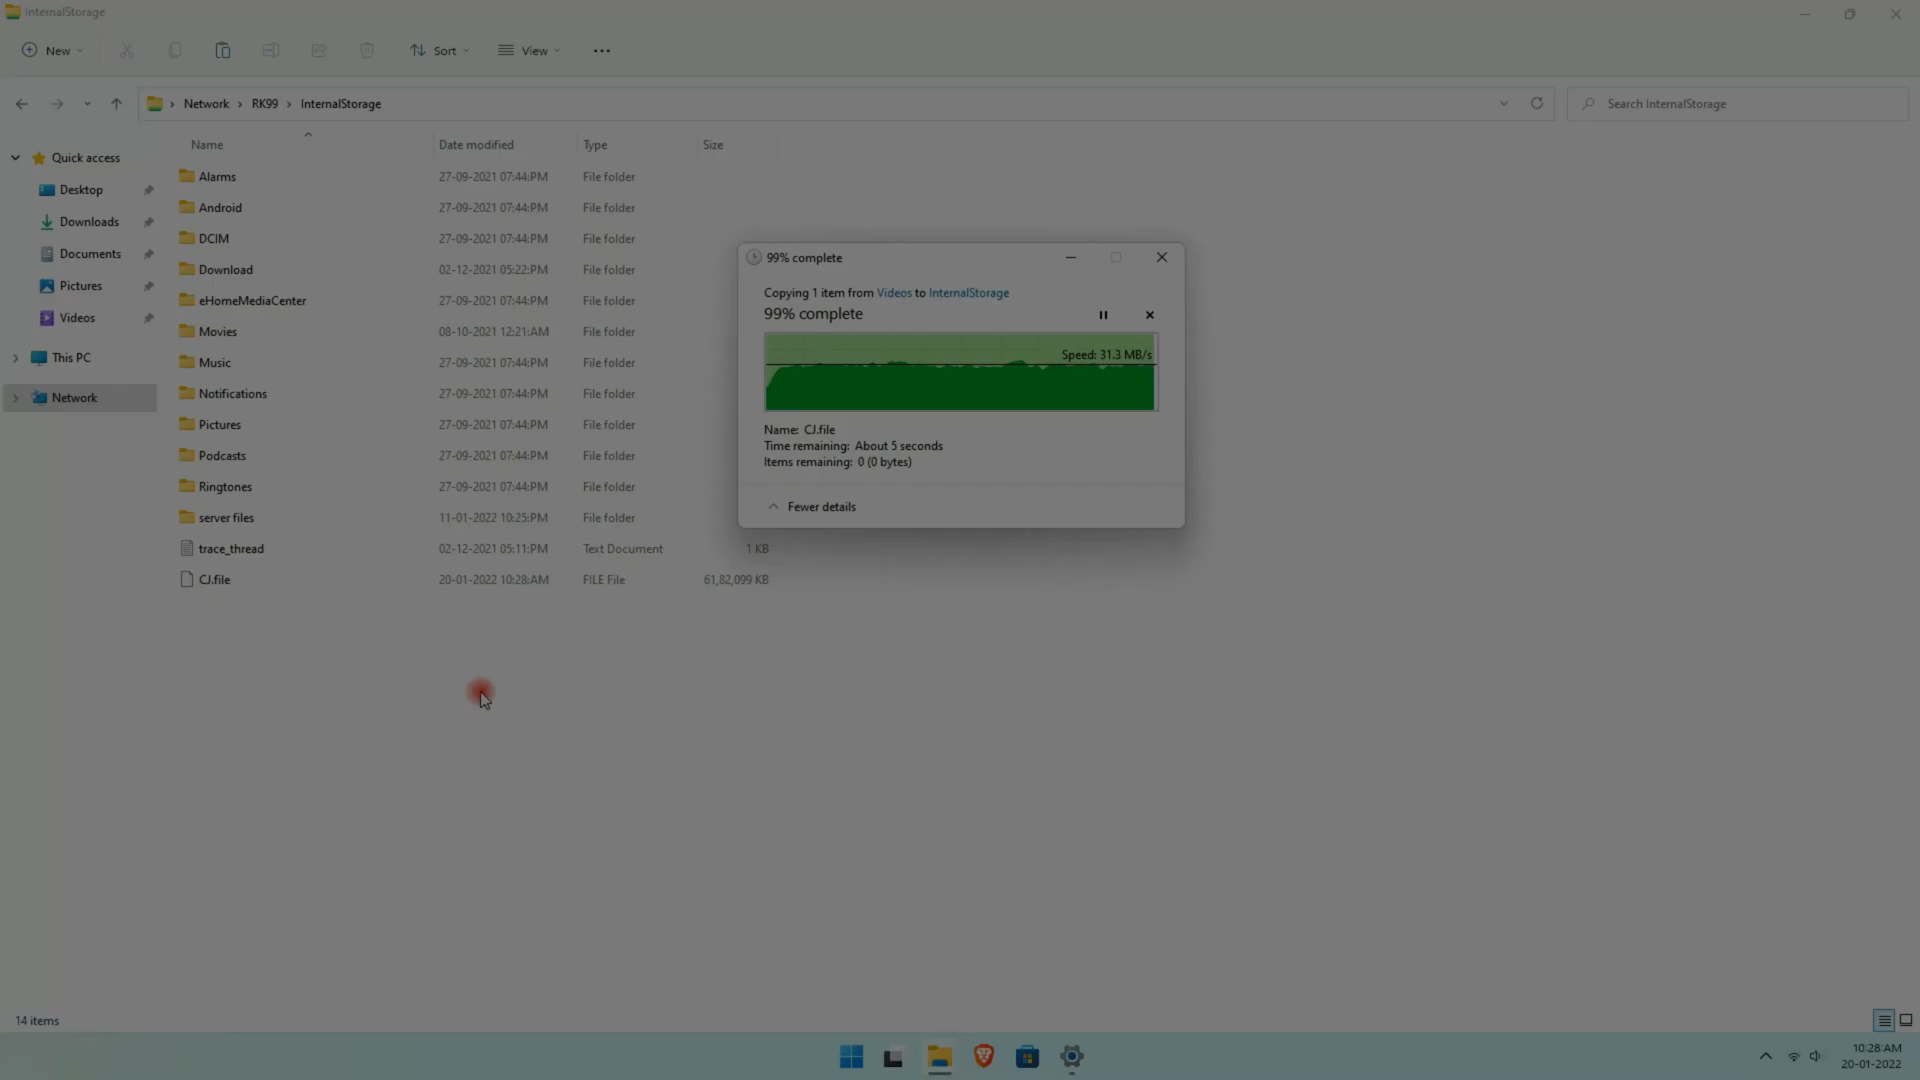 InternalStorage
New
Sort
View
Network > RK99 > InternalStorage
Search InternalStorage
Name Date modified Type Size
Quick access
Desktop
Downloads
Documents
Pictures
Videos
This PC
Network
Alarms 27-09-2021 07:44:PM File folder
Android 27-09-2021 07:44:PM File folder
DCIM 27-09-2021 07:44:PM File folder
Download 02-12-2021 05:22:PM File folder
eHomeMediaCenter 27-09-2021 07:44:PM File folder
Movies 08-10-2021 12:21:AM File folder
Music 27-09-2021 07:44:PM File folder
Notifications 27-09-2021 07:44:PM File folder
Pictures 27-09-2021 07:44:PM File folder
Podcasts 27-09-2021 07:44:PM File folder
Ringtones 27-09-2021 07:44:PM File folder
server files 11-01-2022 10:25:PM File folder
trace_thread 02-12-2021 05:11:PM Text Document 1 KB
CJ.file 20-01-2022 10:28:AM FILE File 61,82,099 KB
99% complete
Copying 1 item from Videos to InternalStorage
99% complete
Speed: 31.3 MB/s
Name: CJ.file
Time remaining: About 5 seconds
Items remaining: 0 (0 bytes)
Fewer details
14 items
10:28:AM
20-01-2022